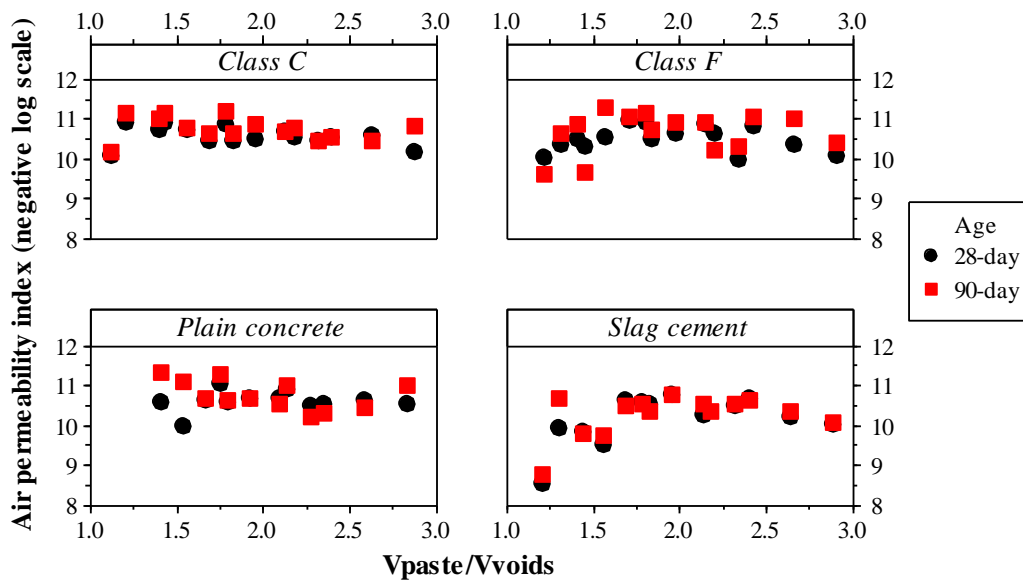 1.0 1.5 2.0 2.5 3.0
Class C
Class F
12
11
10
9
8
12
11
10
9
8
Air permeability index (negative log scale)
Age
28-day
90-day
Plain concrete
Slag cement
12
11
10
9
8
12
11
10
9
8
1.0 1.5 2.0 2.5 3.0
1.0 1.5 2.0 2.5 3.0
1.0 1.5 2.0 2.5 3.0
Vpaste/Vvoids